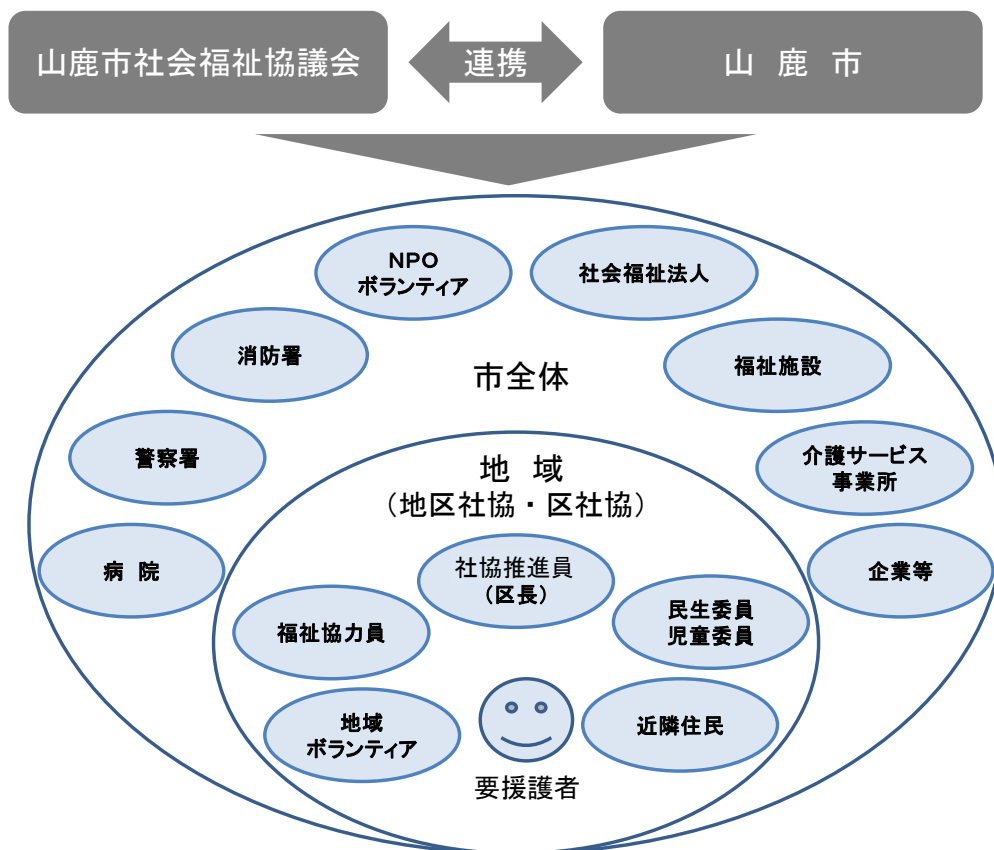 山鹿市社会福祉協議会
連携
山 鹿 市
NPO
ボランティア
社会福祉法人
消防署
福祉施設
市全体
警察署
介護サービス
事業所
地 域
（地区社協・区社協）
病 院
企業等
社協推進員
（区長）
福祉協力員
民生委員
児童委員
地域
ボランティア
近隣住民
要援護者